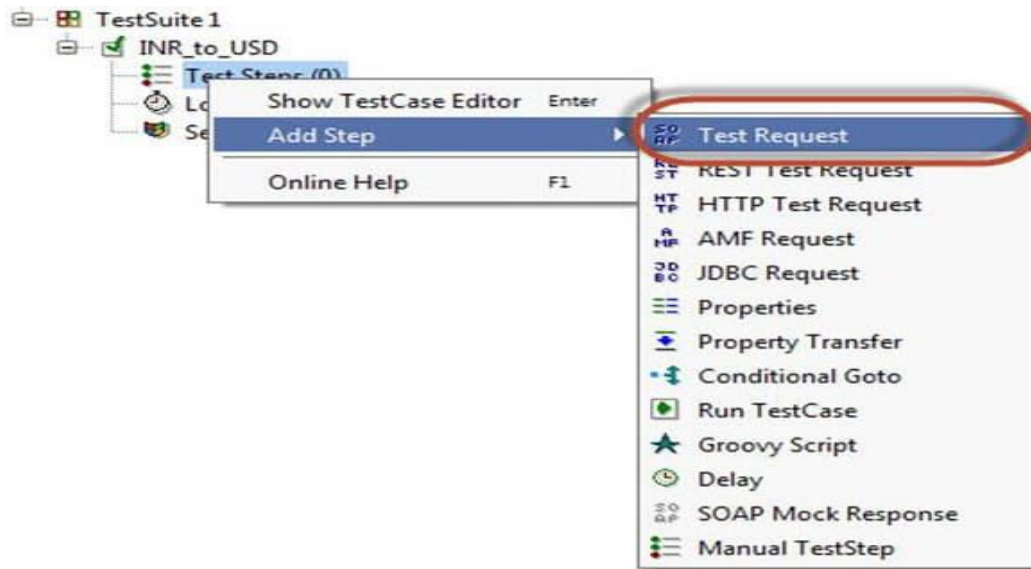 TestSuite 1
INR_to_USD
Test Steps (0)
Lo
Se
Show TestCase Editor Enter
Add Step
Online Help F1
Test Request
REST Test Request
HTTP Test Request
AMF Request
JDBC Request
Properties
Property Transfer
Conditional Goto
Run TestCase
Groovy Script
Delay
SOAP Mock Response
Manual TestStep